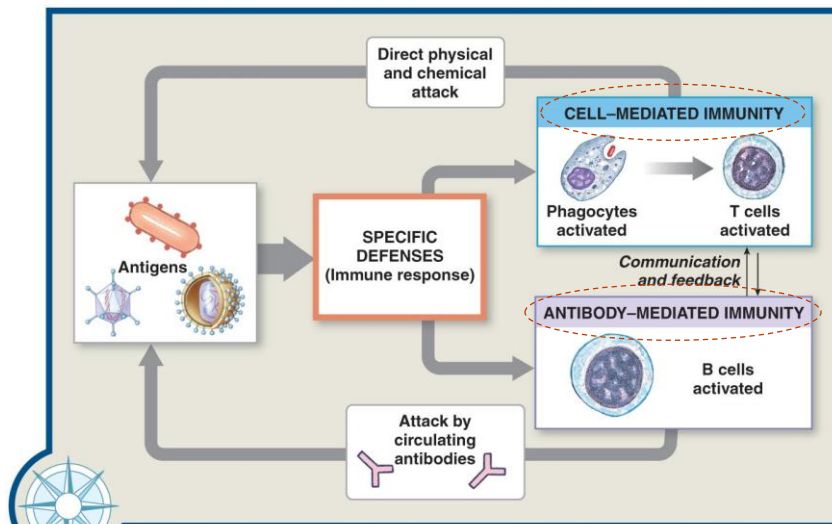 Direct physical
and chemical
attack
CELL–MEDIATED IMMUNITY
Phagocytes
activated
T cells
activated
Antigens
SPECIFIC
DEFENSES
(Immune response)
Communication
and feedback
ANTIBODY–MEDIATED IMMUNITY
B cells
activated
Attack by
circulating
antibodies